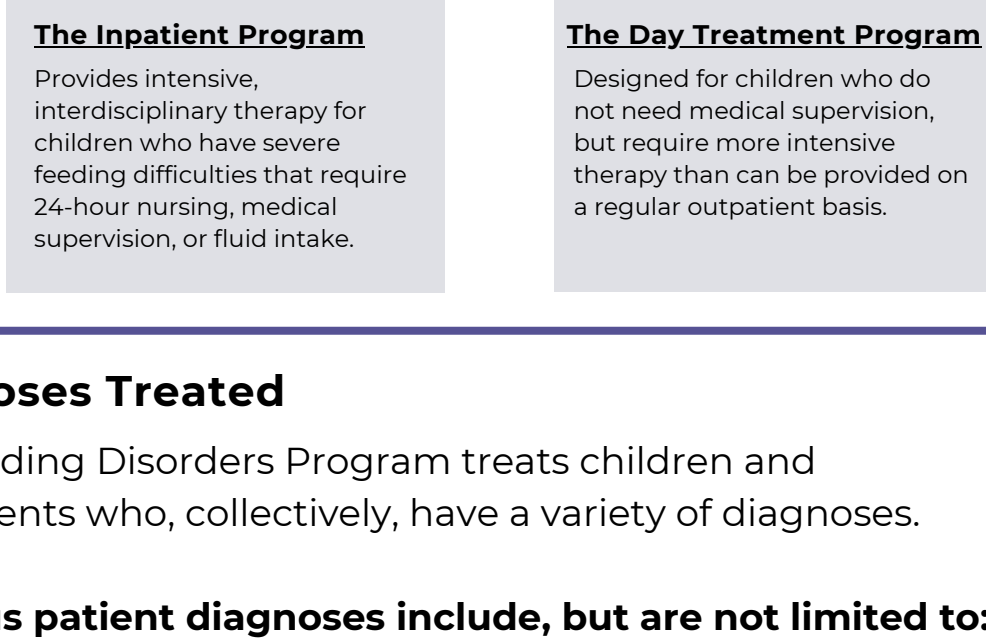 The Inpatient Program
Provides intensive,
interdisciplinary therapy for
children who have severe
feeding difficulties that require
24-hour nursing, medical
supervision, or fluid intake.
The Day Treatment Program
Designed for children who do
not need medical supervision,
but require more intensive
therapy than can be provided on
a regular outpatient basis.
Treated
Disorders Program treats children and
who, collectively, have a variety of diagnoses.
patient diagnoses include, but are not limited to: